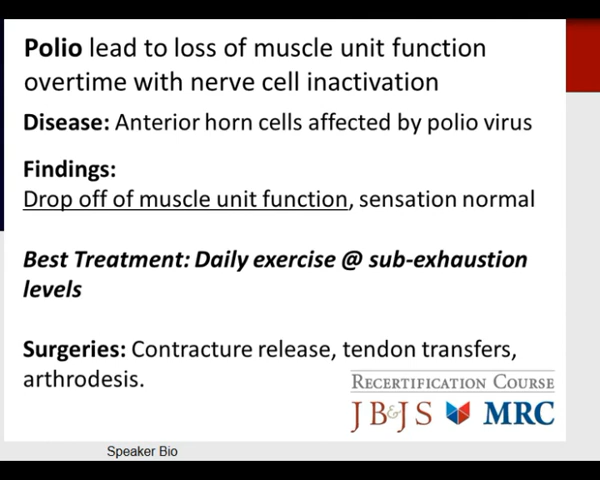 Polio lead to loss of muscle unit function
overtime with nerve cell inactivation
Disease: Anterior horn cells affected by polio virus
Findings:
Drop off of muscle unit function, sensation normal
Best Treatment: Daily exercise @ sub-exhaustion
levels
Surgeries: Contracture release, tendon transfers,
arthrodesis.
RECERTIFICATION COURSE
JB&JS MRC
Speaker Bio